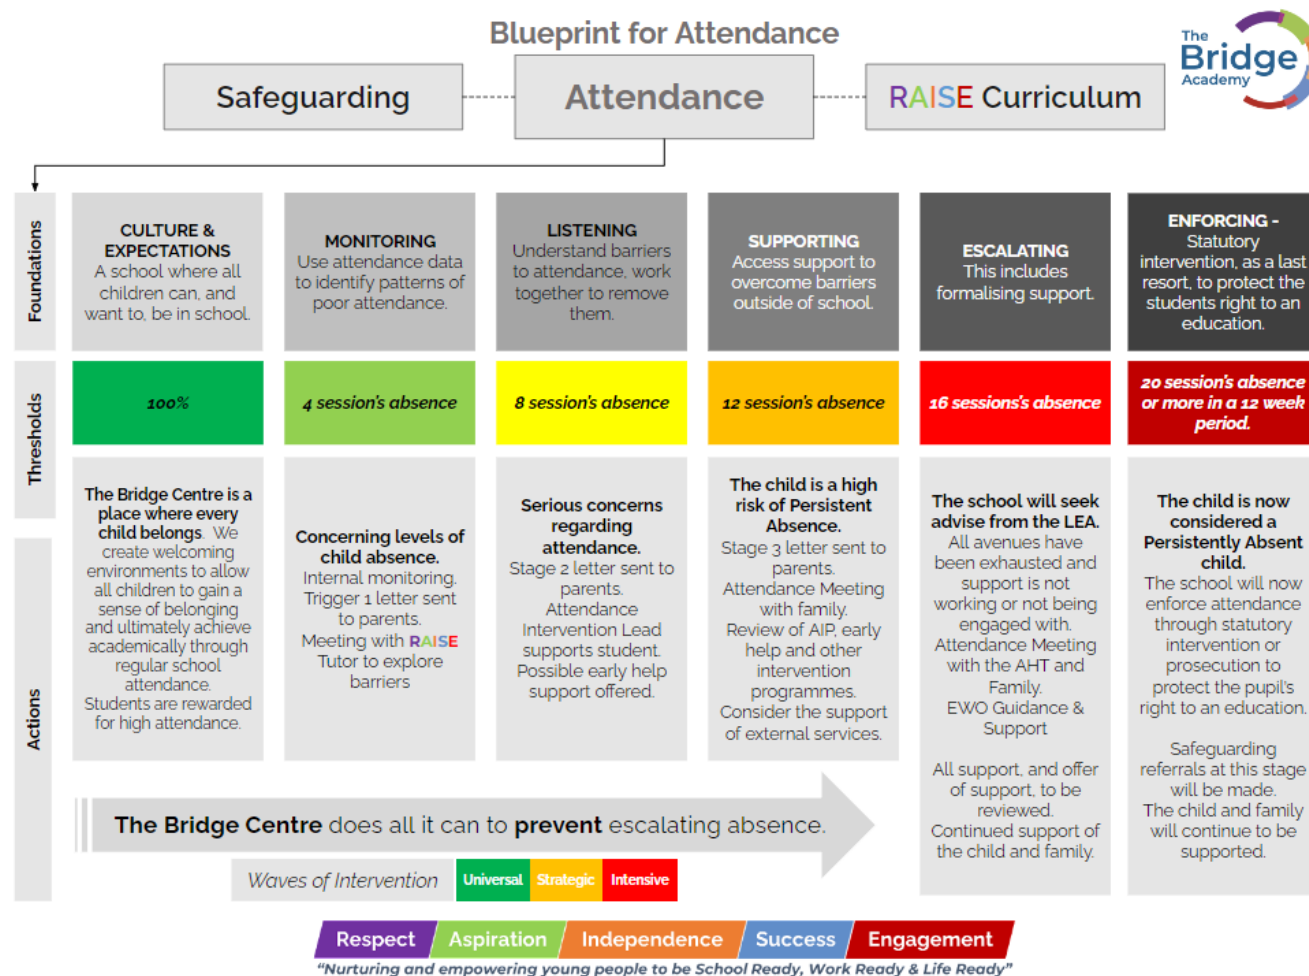 Blueprint for Attendance
The
Bridge
Academy
Safeguarding
Attendance
RAISE Curriculum
Foundations
CULTURE &
EXPECTATIONS
A school where all
children can, and
want to, be in school.
MONITORING
Use attendance data
to identify patterns of
poor attendance.
LISTENING
Understand barriers
to attendance, work
together to remove
them.
SUPPORTING
Access support to
overcome barriers
outside of school.
ESCALATING
This includes
formalising support.
ENFORCING -
Statutory
intervention, as a last
resort, to protect the
students right to an
education.
Thresholds
100%
4 session's absence
8 session's absence
12 session's absence
16 sessions's absence
20 session's absence
or more in a 12 week
period.
Actions
The Bridge Centre is a
place where every
child belongs. We
create welcoming
environments to allow
all children to gain a
sense of belonging
and ultimately achieve
academically through
regular school
attendance.
Students are rewarded
for high attendance.
Concerning levels of
child absence.
Internal monitoring.
Trigger 1 letter sent
to parents.
Meeting with RAISE
Tutor to explore
barriers
Serious concerns
regarding
attendance.
Stage 2 letter sent to
parents.
Attendance
Intervention Lead
supports student.
Possible early help
support offered.
The child is a high
risk of Persistent
Absence.
Stage 3 letter sent to
parents.
Attendance Meeting
with family.
Review of AIP, early
help and other
intervention
programmes.
Consider the support
of external services.
The school will seek
advise from the LEA.
All avenues have
been exhausted and
support is not
working or not being
engaged with.
Attendance Meeting
with the AHT and
Family.
EWO Guidance &
Support
All support, and offer
of support, to be
reviewed.
Continued support of
the child and family.
The child is now
considered a
Persistently Absent
child.
The school will now
enforce attendance
through statutory
intervention or
prosecution to
protect the pupil's
right to an education.
Safeguarding
referrals at this stage
will be made.
The child and family
will continue to be
supported.
The Bridge Centre does all it can to prevent escalating absence.
Waves of Intervention
Universal
Strategic
Intensive
Respect
Aspiration
Independence
Success
Engagement
"Nurturing and empowering young people to be School Ready, Work Ready & Life Ready"